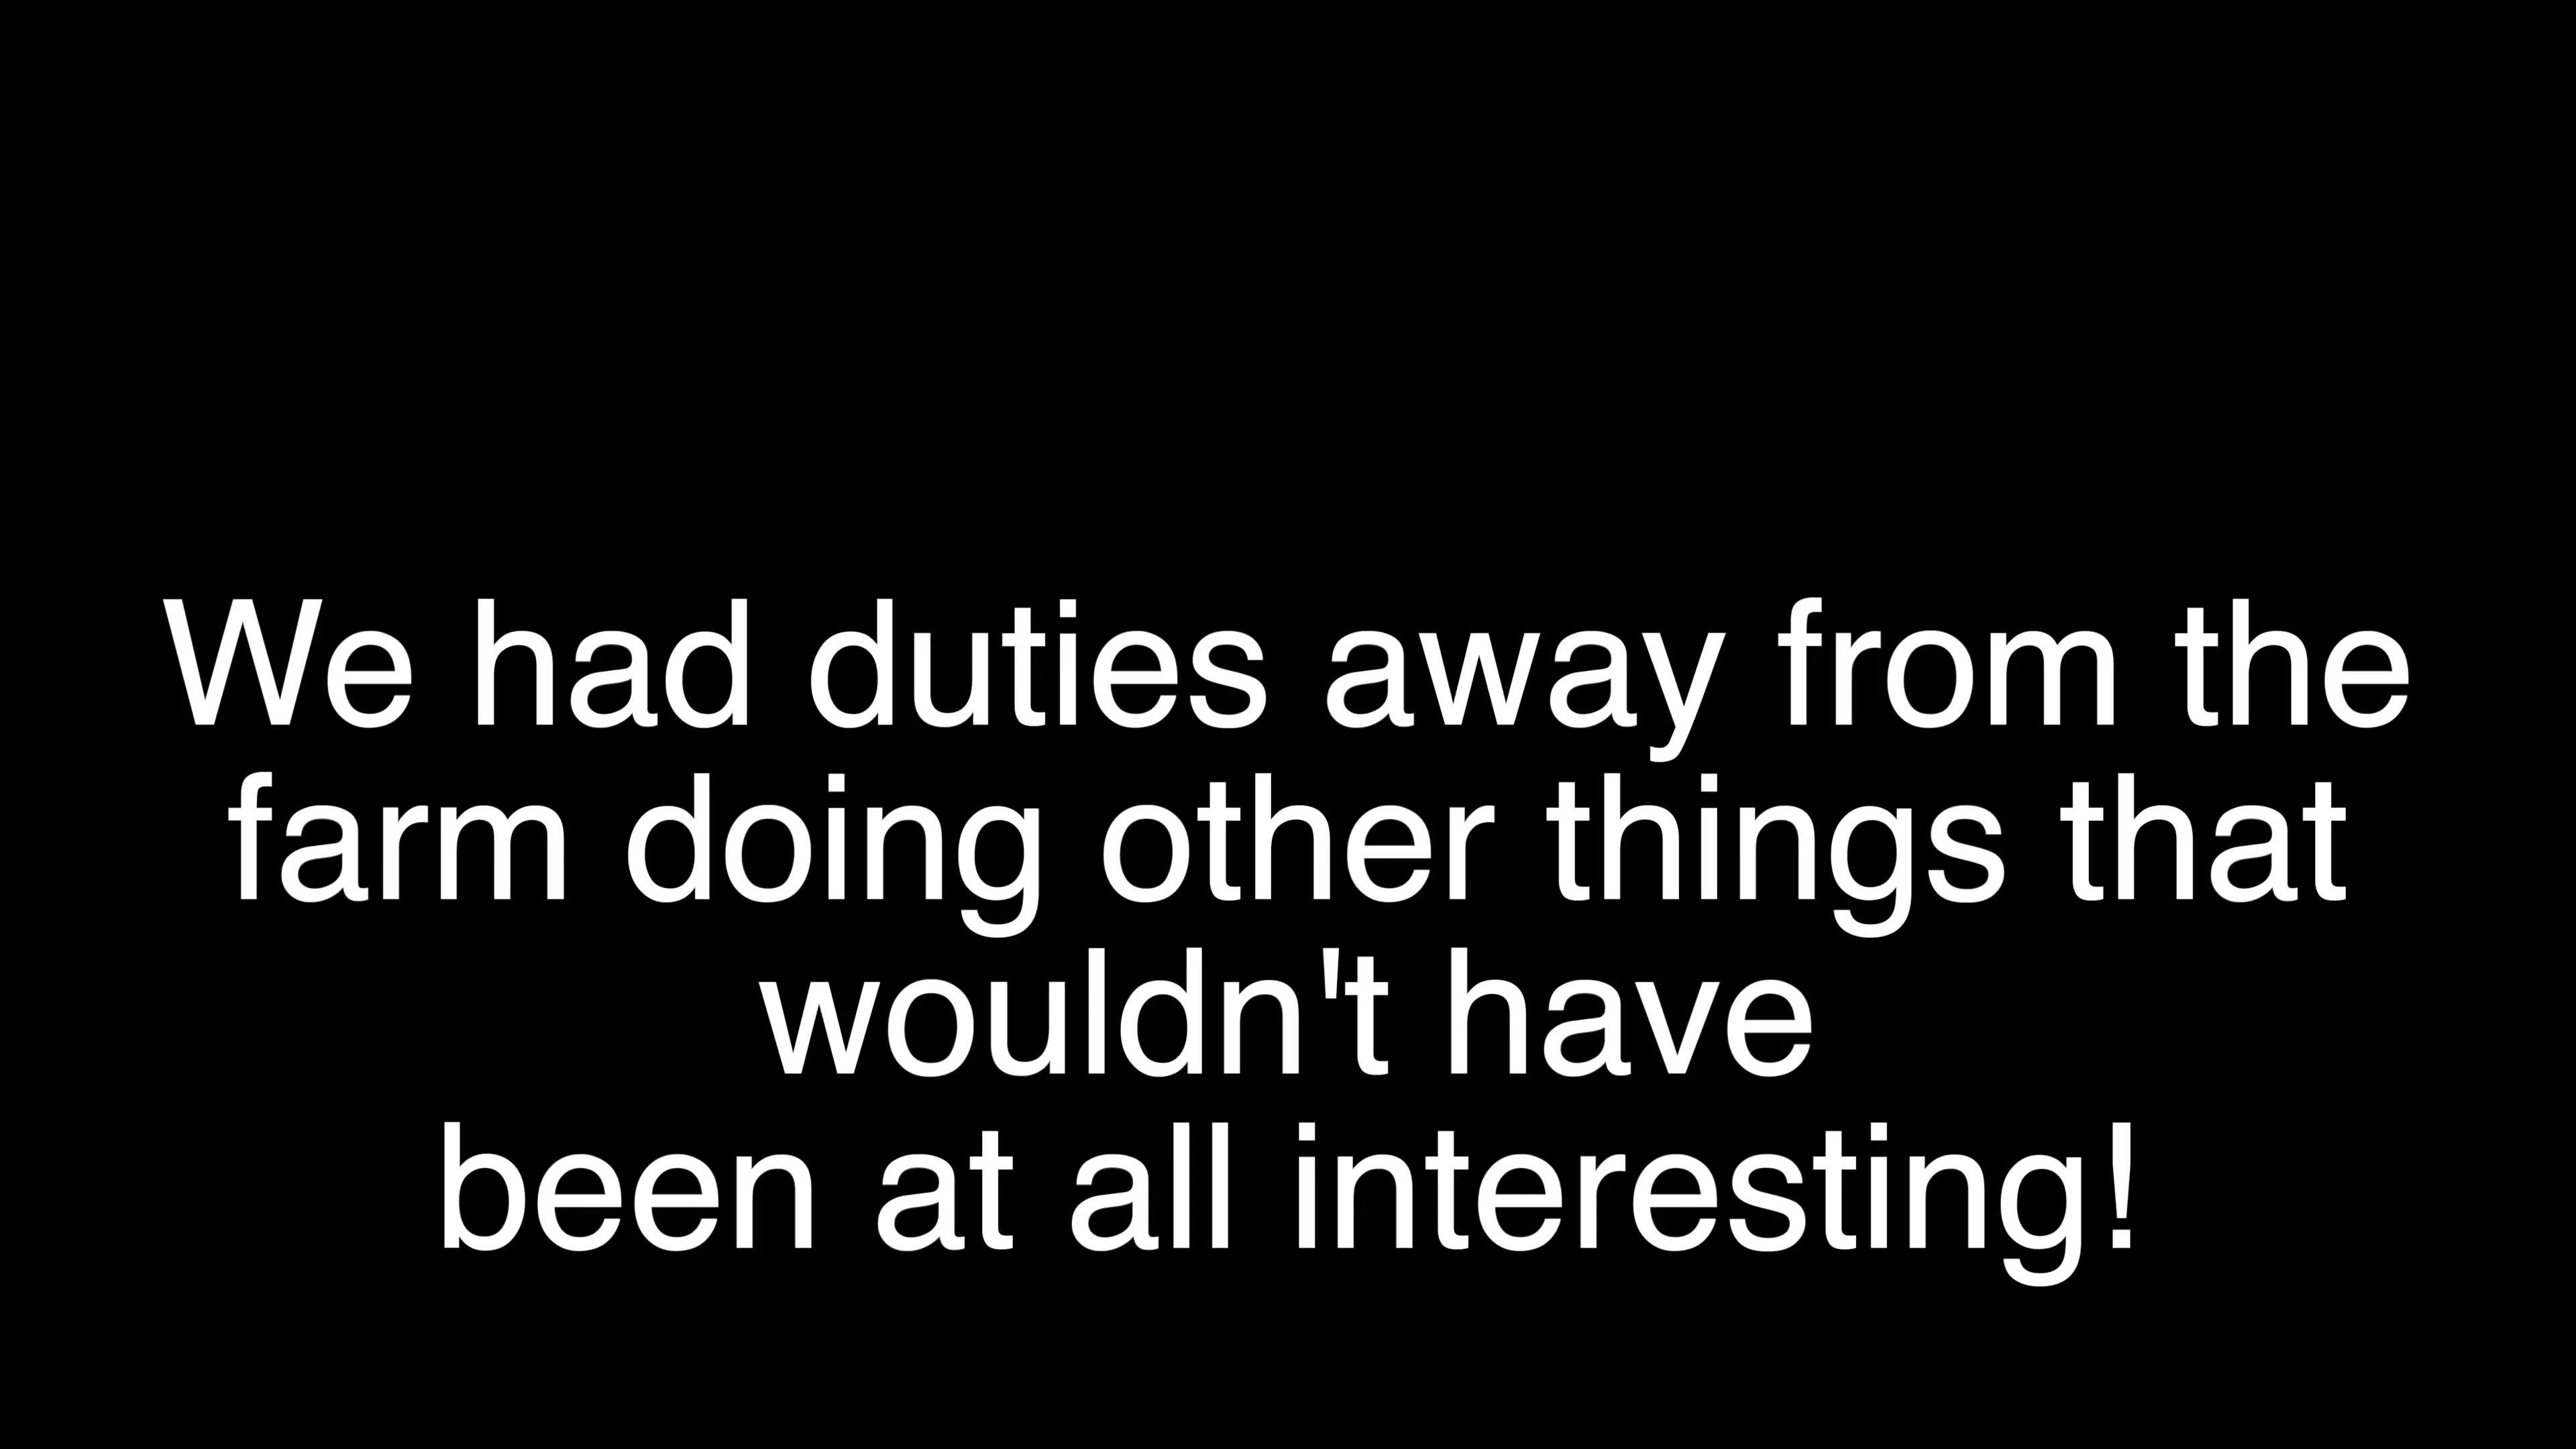 We had duties away from the
farm doing other things that
wouldn't have
been at all interesting!